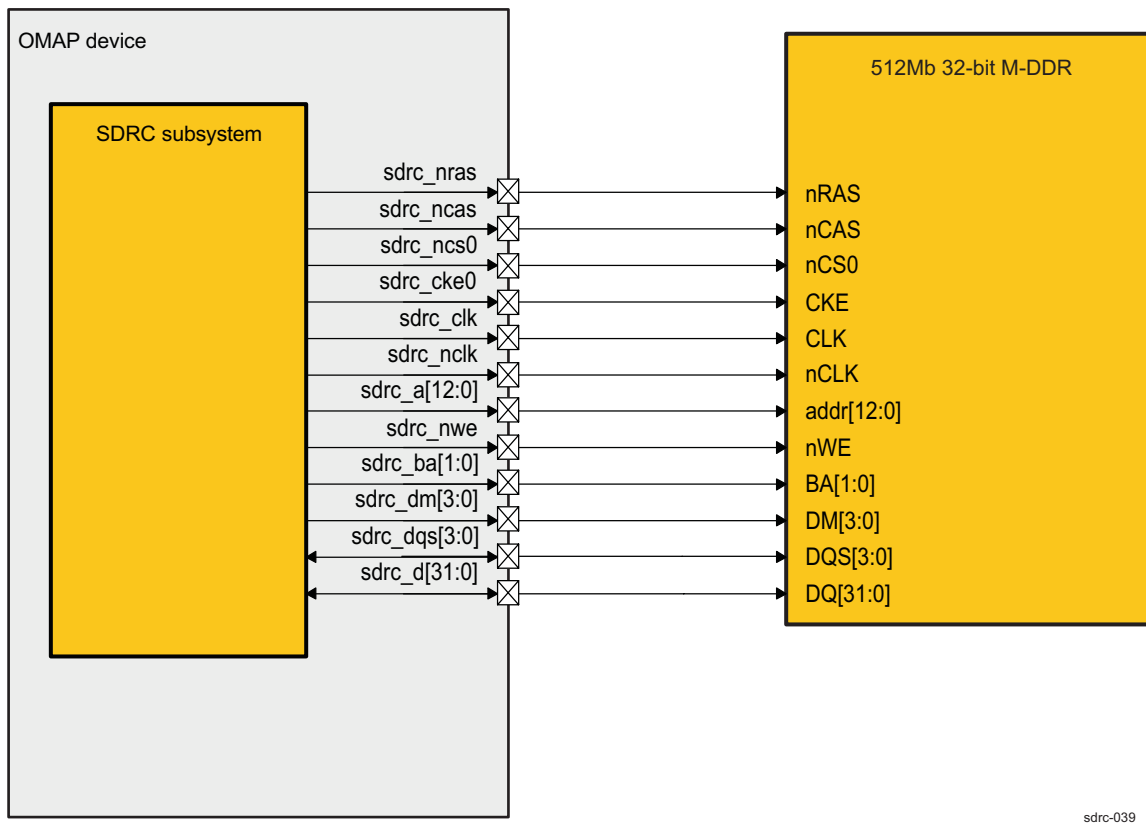 OMAP device
SDRC subsystem
512Mb 32-bit M-DDR
sdrc_nras
nRAS
sdrc_ncas
nCAS
sdrc_ncs0
nCS0
sdrc_cke0
CKE
sdrc_clk
CLK
sdrc_nclk
nCLK
sdrc_a[12:0]
addr[12:0]
sdrc_nwe
nWE
sdrc_ba[1:0]
BA[1:0]
sdrc_dm[3:0]
DM[3:0]
sdrc_dqs[3:0]
DQS[3:0]
sdrc_d[31:0]
DQ[31:0]
sdrc-039